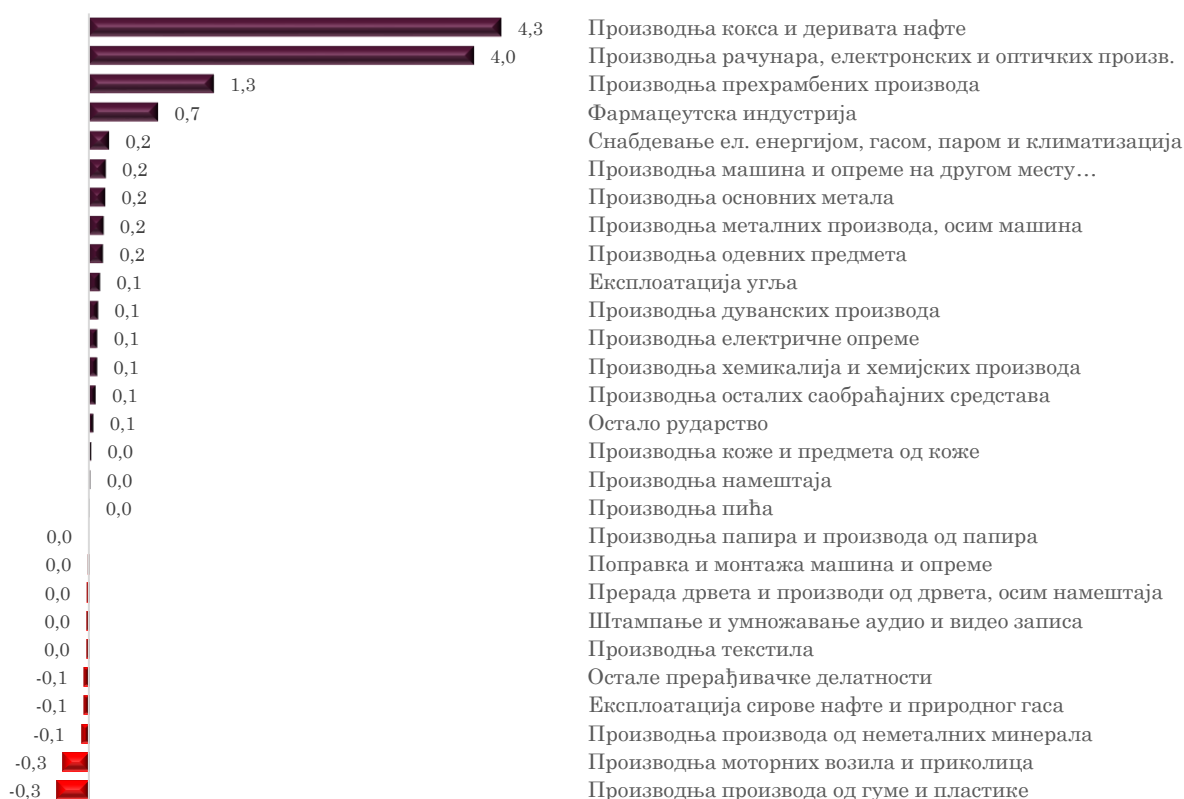 4,3 Производња кокса и деривата нафте
4,0 Производња рачунара, електронских и оптичких произв.
1,3 Производња прехрамбених производа
0,7 Фармацеутска индустрија
0,2 Снабдевање ел. енергијом, гасом, паром и климатизација
0,2 Производња машина и опреме на другом месту…
0,2 Производња основних метала
0,2 Производња металних производа, осим машина
0,2 Производња одевних предмета
0,1 Експлоатација угља
0,1 Производња дуванских производа
0,1 Производња електричне опреме
0,1 Производња хемикалија и хемијских производа
0,1 Производња осталих саобраћајних средстава
0,1 Остало рударство
0,0 Производња коже и предмета од коже
0,0 Производња намештаја
0,0 Производња пића
0,0 Производња папира и производа од папира
0,0 Поправка и монтажа машина и опреме
0,0 Прерада дрвета и производи од дрвета, осим намештаја
0,0 Штампање и умножавање аудио и видео записа
0,0 Производња текстила
-0,1 Остале прерађивачке делатности
-0,1 Експлоатација сирове нафте и природног гаса
-0,1 Производња производа од неметалних минерала
-0,3 Производња моторних возила и приколица
-0,3 Производња производа од гуме и пластике